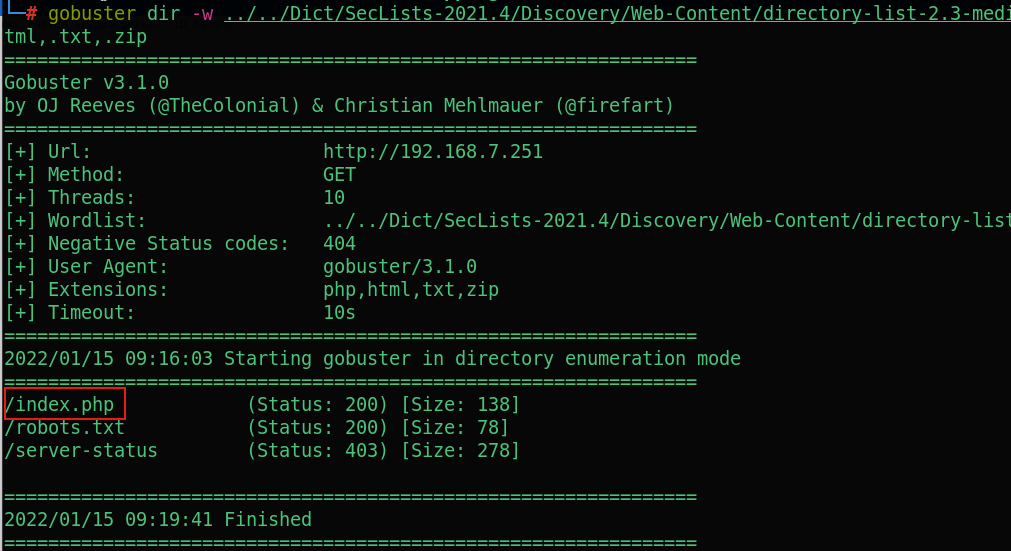 └─# gobuster dir -w ../../Dict/SecLists-2021.4/Discovery/Web-Content/directory-list-2.3-medi
tml,.txt,.zip
===============================================================
Gobuster v3.1.0
by OJ Reeves (@TheColonial) & Christian Mehlmauer (@firefart)
===============================================================
[+] Url:                     http://192.168.7.251
[+] Method:                  GET
[+] Threads:                 10
[+] Wordlist:                ../../Dict/SecLists-2021.4/Discovery/Web-Content/directory-list
[+] Negative Status codes:   404
[+] User Agent:              gobuster/3.1.0
[+] Extensions:              php,html,txt,zip
[+] Timeout:                 10s
===============================================================
2022/01/15 09:16:03 Starting gobuster in directory enumeration mode
===============================================================
/index.php            (Status: 200) [Size: 138]
/robots.txt           (Status: 200) [Size: 78]
/server-status        (Status: 403) [Size: 278]
===============================================================
2022/01/15 09:19:41 Finished
===============================================================